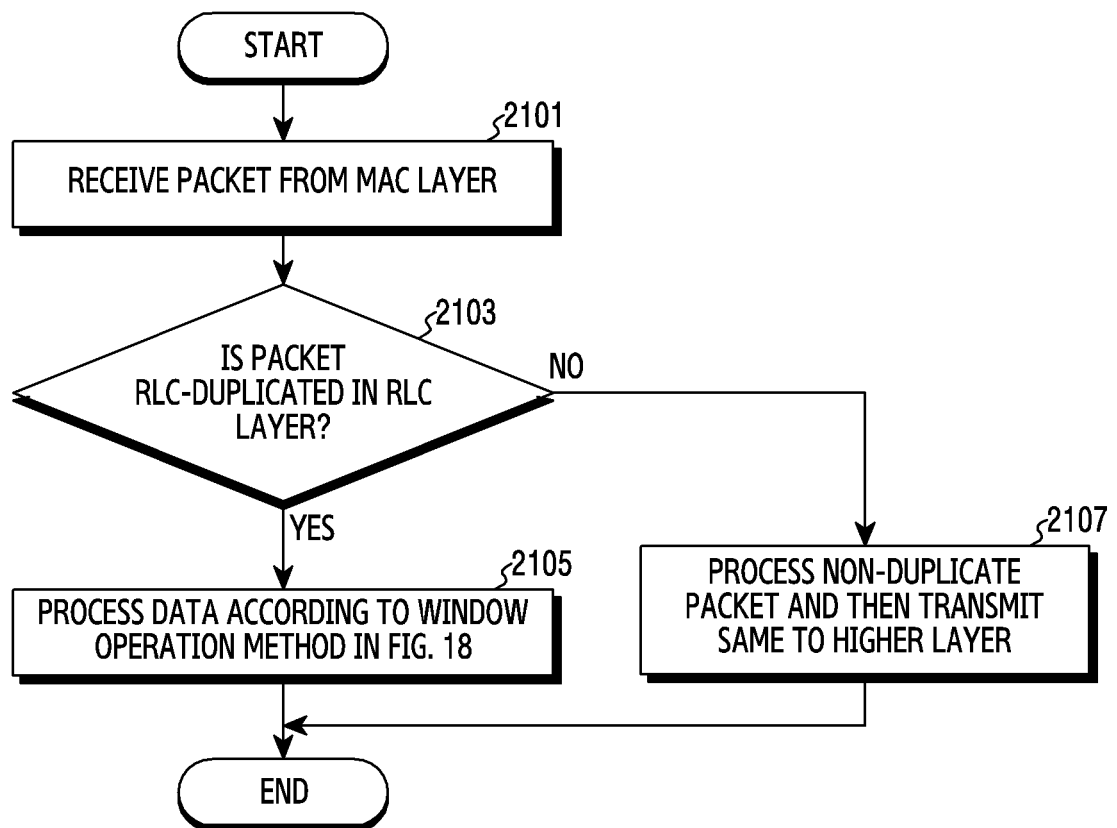 START
2101
RECEIVE PACKET FROM MAC LAYER
2103
IS PACKET
RLC-DUPLICATED IN RLC
LAYER?
NO
YES
2105
PROCESS DATA ACCORDING TO WINDOW
OPERATION METHOD IN FIG. 18
2107
PROCESS NON-DUPLICATE
PACKET AND THEN TRANSMIT
SAME TO HIGHER LAYER
END